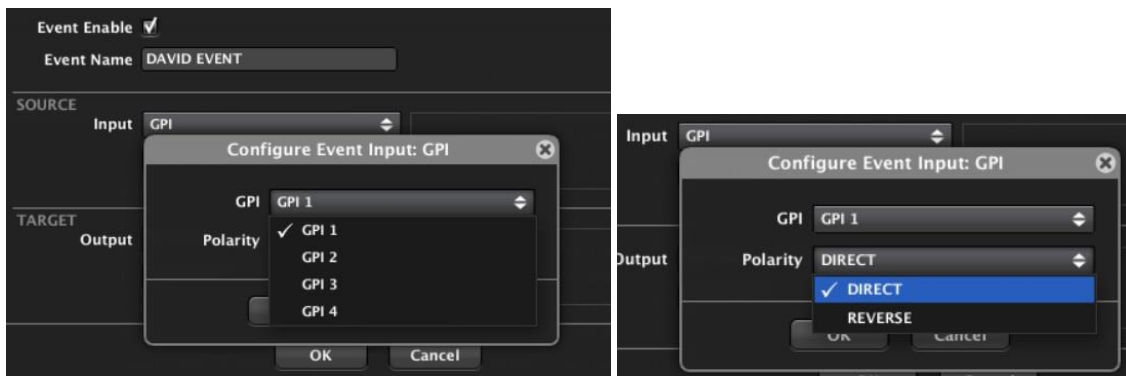 Event Enable
Event Name DAVID EVENT
SOURCE
Input GPI
Configure Event Input: GPI
GPI GPI 1
TARGET
Output Polarity
GPI 1
GPI 2
GPI 3
GPI 4
OK Cancel
Input GPI
Configure Event Input: GPI
GPI GPI 1
Output Polarity DIRECT
DIRECT
REVERSE
OK Cancel